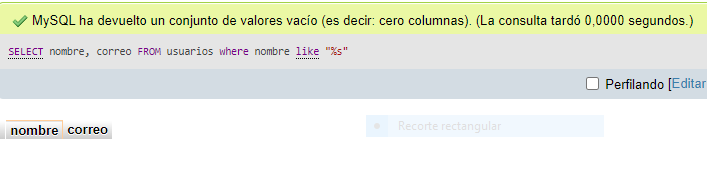 MySQL ha devuelto un conjunto de valores vacío (es decir: cero columnas). (La consulta tardó 0,0000 segundos.)
SELECT nombre, correo FROM usuarios where nombre like "%s"
Perfilando [Editar
nombre correo
Recorte rectangular